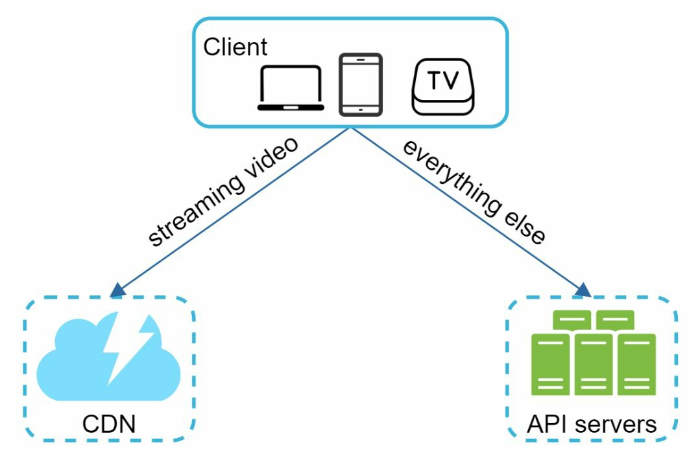 Client
TV
streaming video
everything else
CDN
API servers